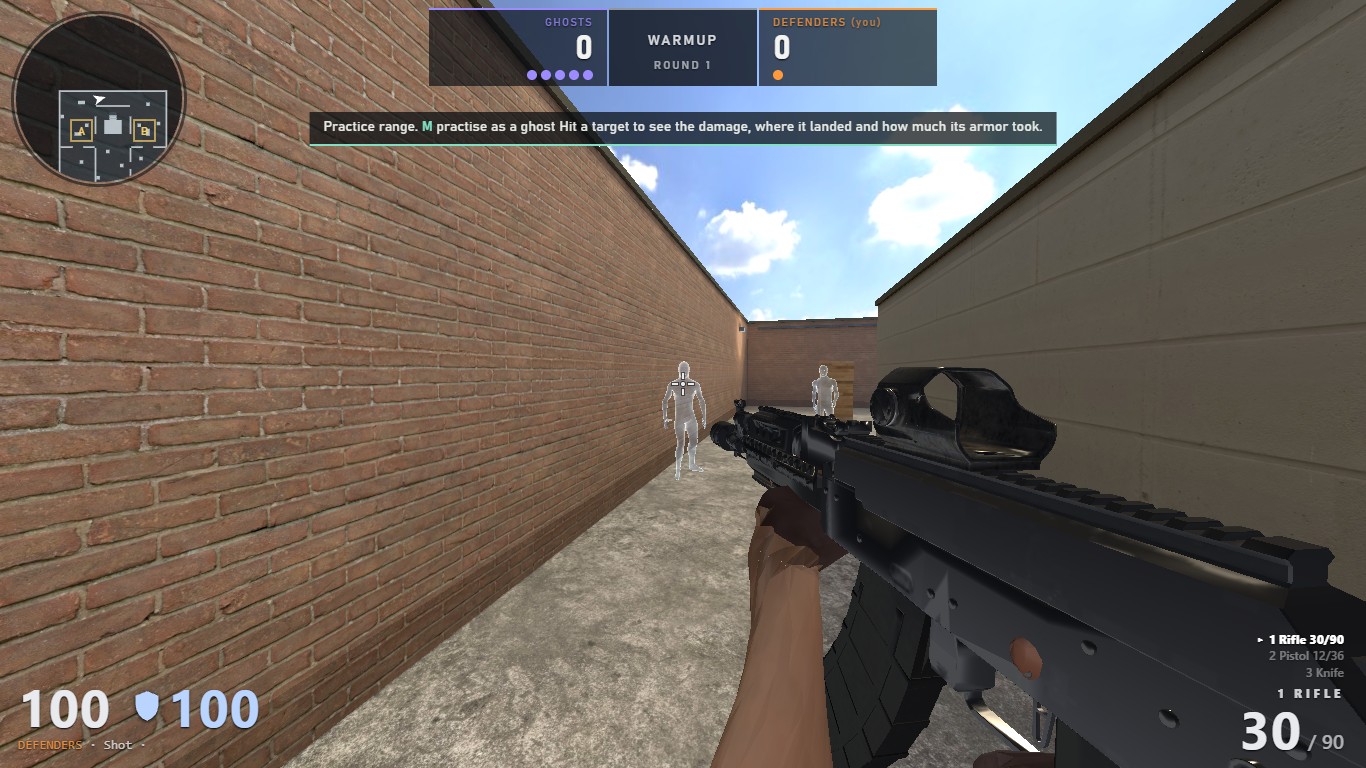 GHOSTS
0
WARMUP
ROUND 1
DEFENDERS (you)
0
Practice range. M practise as a ghost Hit a target to see the damage, where it landed and how much its armor took.
A
B
1 Rifle 30/90
2 Pistol 12/36
3 Knife
1 RIFLE
30 / 90
100 100
DEFENDERS · Shot ·